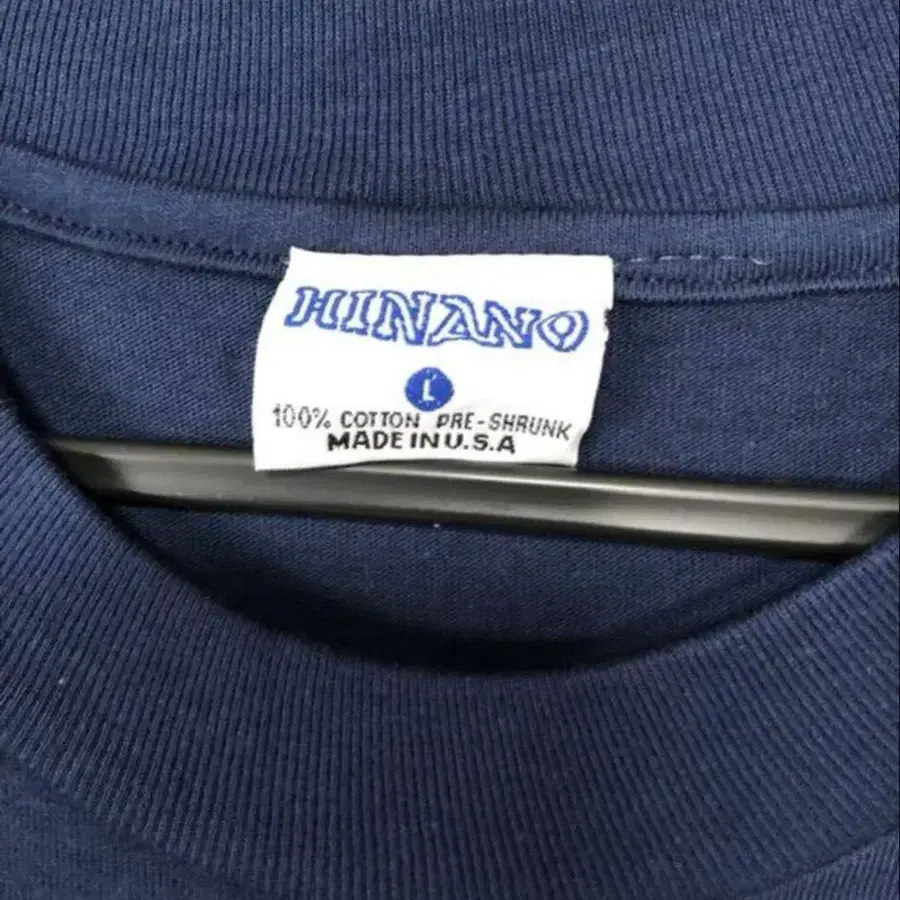 HINANO
L
100% COTTON PRE-SHRUNK
MADE IN U.S.A